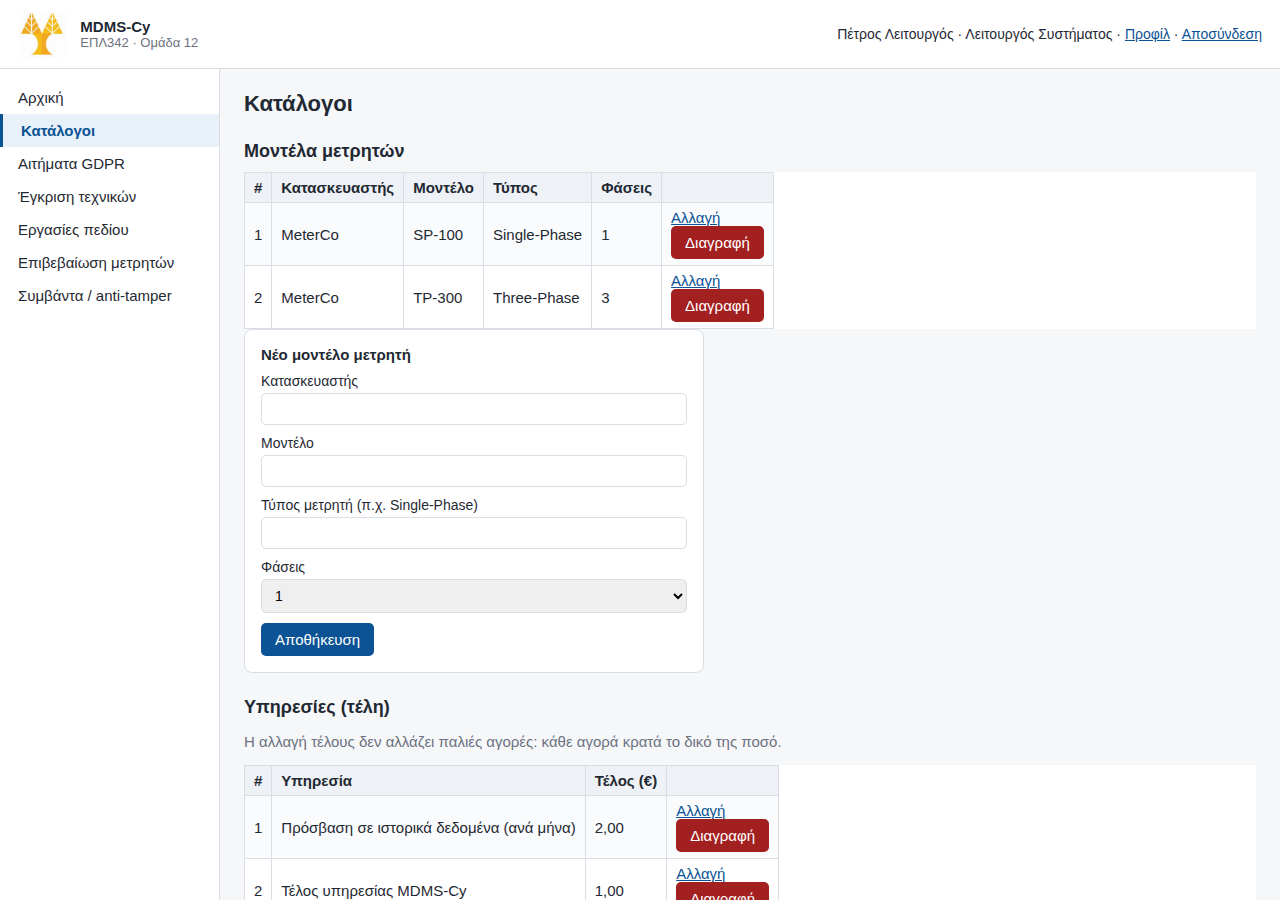 MDMS-Cy
ΕΠΛ342 · Ομάδα 12
Πέτρος Λειτουργός · Λειτουργός Συστήματος · Προφίλ · Αποσύνδεση
Αρχική
Κατάλογοι
Αιτήματα GDPR
Έγκριση τεχνικών
Εργασίες πεδίου
Επιβεβαίωση μετρητών
Συμβάντα / anti-tamper
Κατάλογοι
Μοντέλα μετρητών
# Κατασκευαστής Μοντέλο Τύπος Φάσεις
1 MeterCo SP-100 Single-Phase 1 Αλλαγή
Διαγραφή
2 MeterCo TP-300 Three-Phase 3 Αλλαγή
Διαγραφή
Νέο μοντέλο μετρητή
Κατασκευαστής
Μοντέλο
Τύπος μετρητή (π.χ. Single-Phase)
Φάσεις
1
Αποθήκευση
Υπηρεσίες (τέλη)
Η αλλαγή τέλους δεν αλλάζει παλιές αγορές: κάθε αγορά κρατά το δικό της ποσό.
# Υπηρεσία Τέλος (€)
1 Πρόσβαση σε ιστορικά δεδομένα (ανά μήνα) 2,00 Αλλαγή
Διαγραφή
2 Τέλος υπηρεσίας MDMS-Cy 1,00 Αλλαγή
Διαγραφή